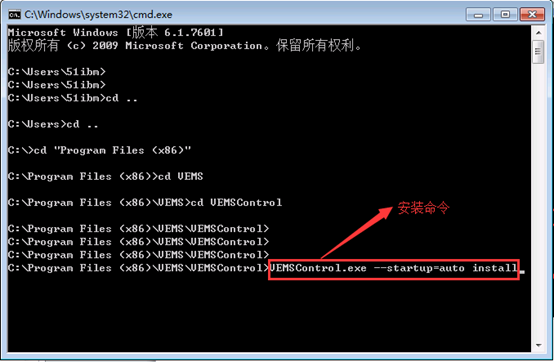 C:\Windows\system32\cmd.exe
Microsoft Windows [版本 6.1.7601]
版权所有 (c) 2009 Microsoft Corporation。保留所有权利。
C:\Users\51ibm>
C:\Users\51ibm>
C:\Users\51ibm>cd ..
C:\Users>cd ..
C:\>cd "Program Files (x86)"
C:\Program Files (x86)>cd VEMS
C:\Program Files (x86)\VEMS>cd VEMSControl
安装命令
C:\Program Files (x86)\VEMS\VEMSControl>
C:\Program Files (x86)\VEMS\VEMSControl>
C:\Program Files (x86)\VEMS\VEMSControl>
C:\Program Files (x86)\VEMS\VEMSControl>VEMSControl.exe --startup=auto install